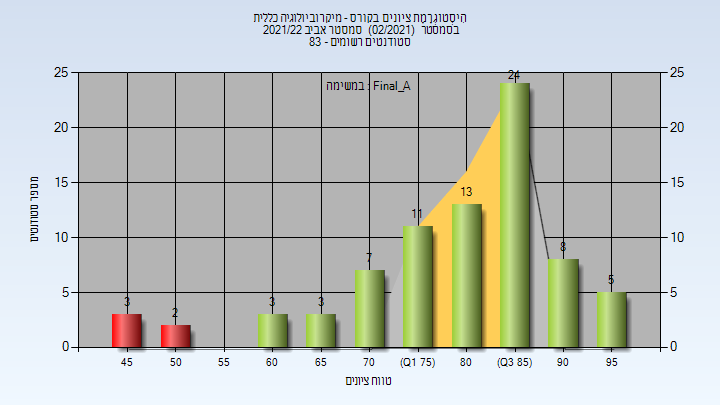 היסטוגרמת ציונים בקורס - מיקרוביולוגיה כללית
בסמסטר (02/2021) סמסטר אביב 2021/22
סטודנטים רשומים - 83
במשימה : Final_A
25 25
20 20
15 15
10 10
5 5
0 0
מספר סטודנטים
3 2 3 3 7 11 13 24 8 5
45 50 55 60 65 70 (Q1 75) 80 (Q3 85) 90 95
טווח ציונים